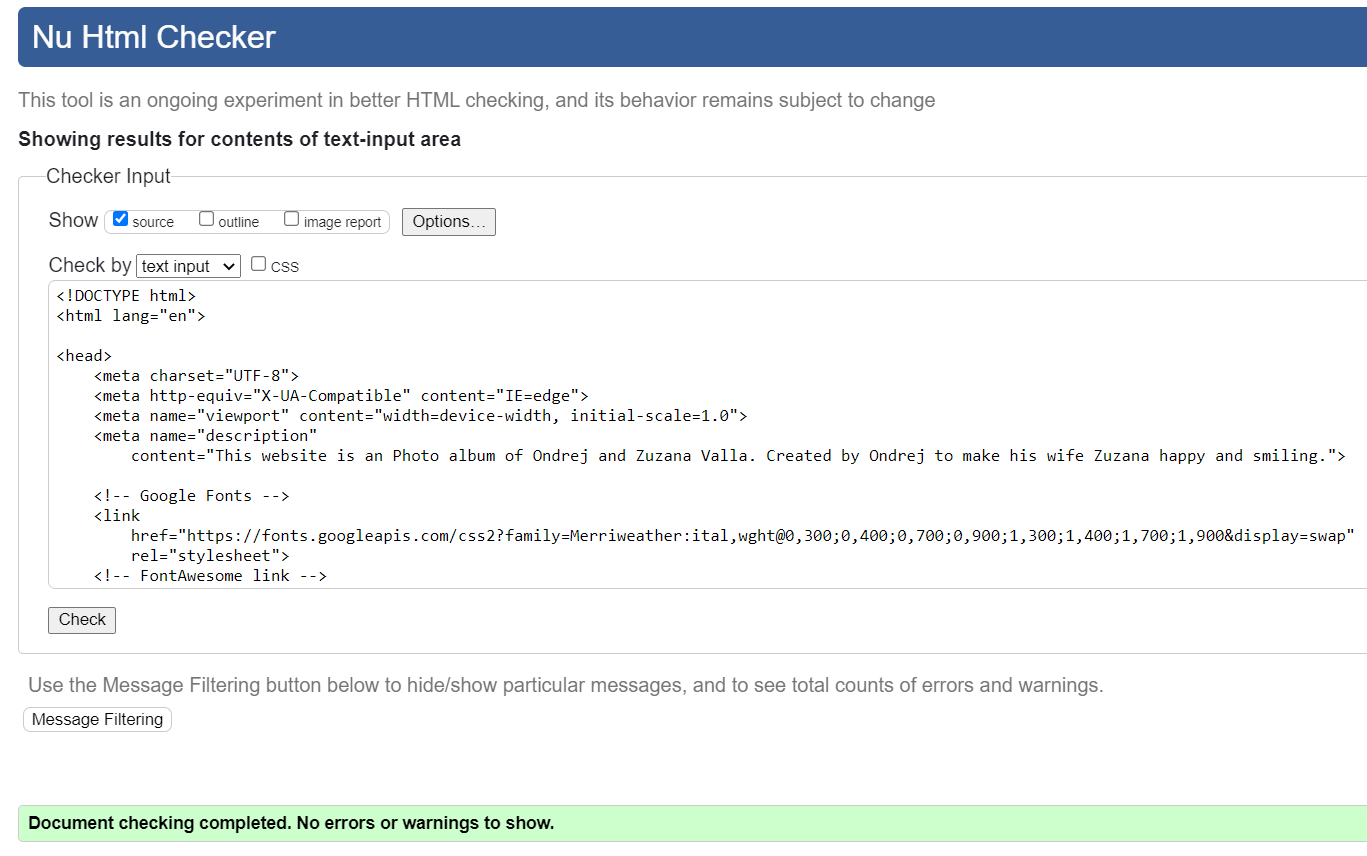 Nu Html Checker
This tool is an ongoing experiment in better HTML checking, and its behavior remains subject to change
Showing results for contents of text-input area
Checker Input
Show source outline image report Options...
Check by text input CSS
<!DOCTYPE html>
<html lang="en">
<head>
<meta charset="UTF-8">
<meta http-equiv="X-UA-Compatible" content="IE=edge">
<meta name="viewport" content="width=device-width, initial-scale=1.0">
<meta name="description"
content="This website is an Photo album of Ondrej and Zuzana Valla. Created by Ondrej to make his wife Zuzana happy and smiling.">
<!-- Google Fonts -->
<link
href="https://fonts.googleapis.com/css2?family=Merriweather:ital,wght@0,300;0,400;0,700;0,900;1,300;1,400;1,700;1,900&display=swap"
rel="stylesheet">
<!-- FontAwesome link -->
Check
Use the Message Filtering button below to hide/show particular messages, and to see total counts of errors and warnings.
Message Filtering
Document checking completed. No errors or warnings to show.